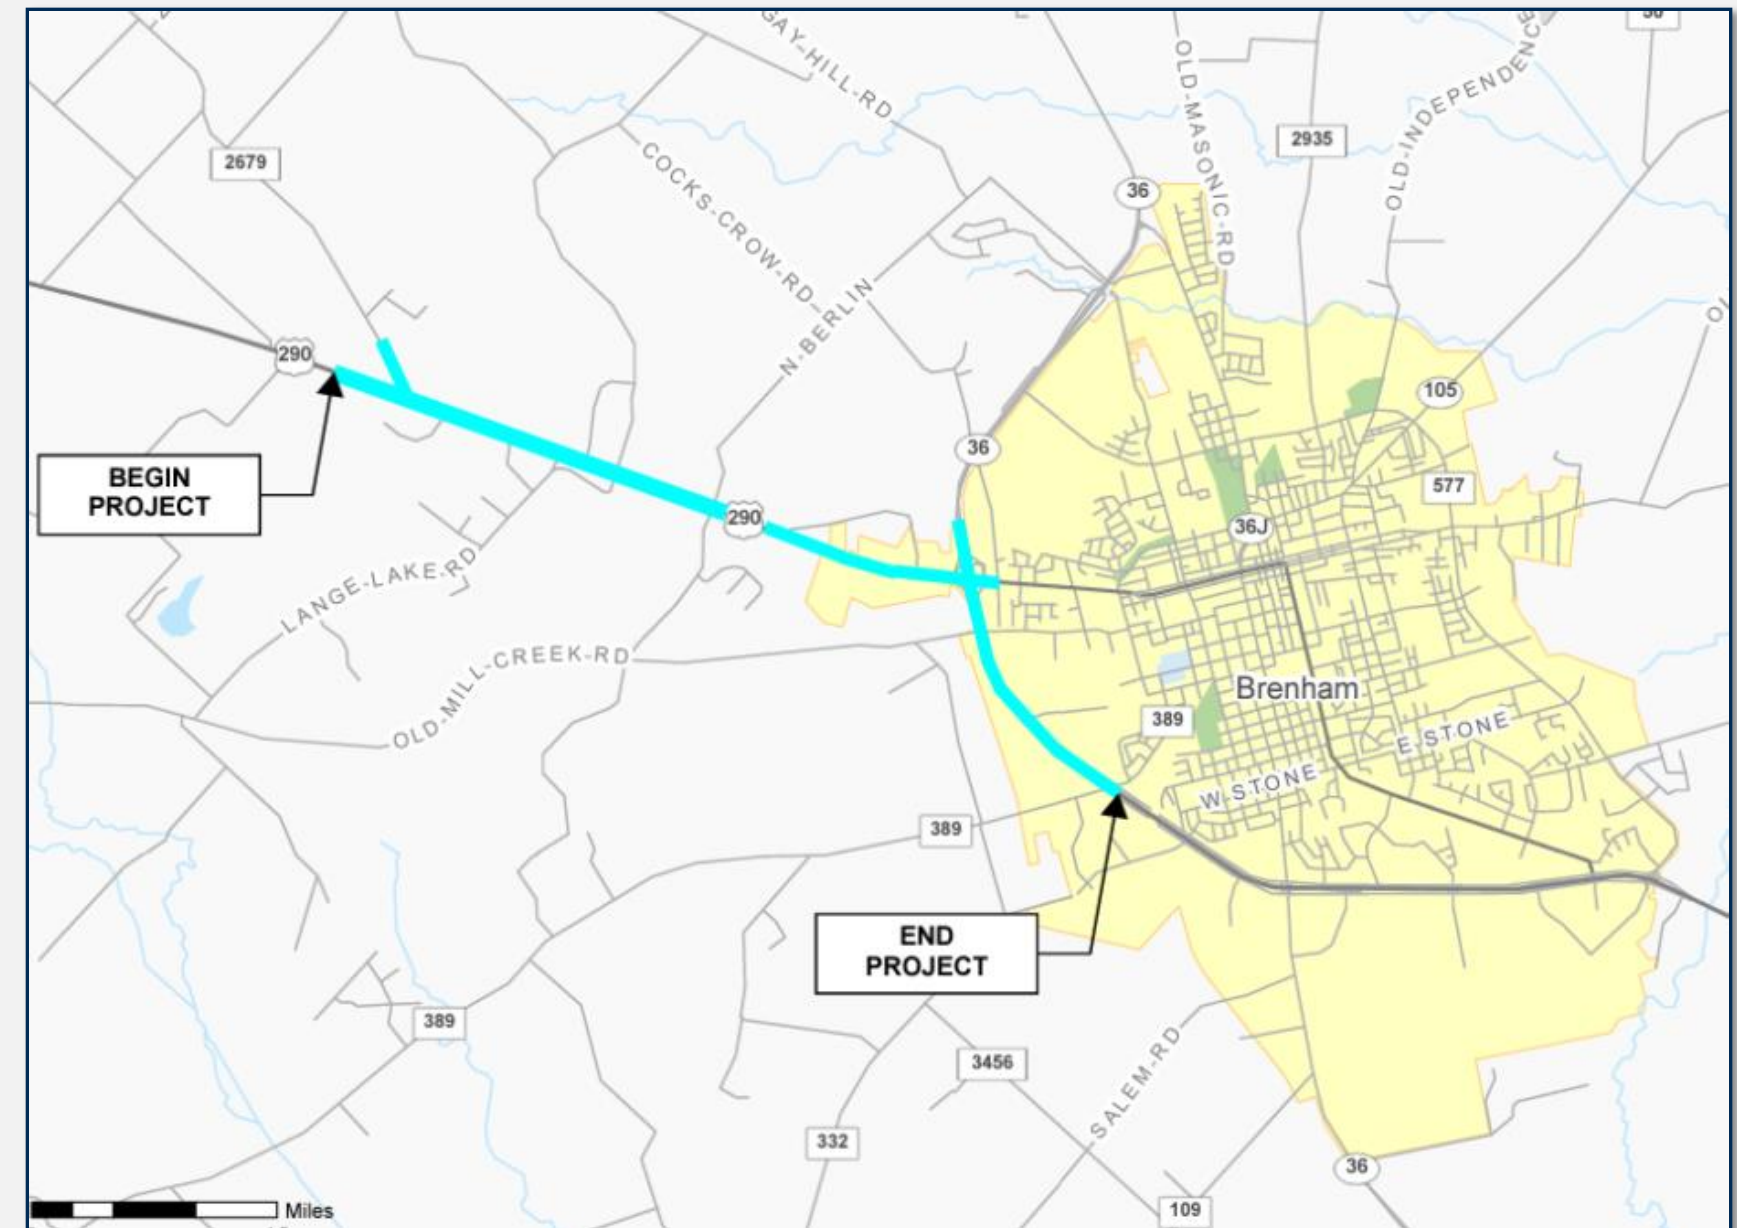 GAY-HILL-RD
OLD-MASONIC-RD
2935
OLD-INDEPENDENCE
2679
COCKS-CROW-RD
36
N-BERLIN
290
105
36
BEGIN
PROJECT
577
290
36J
LANGE-LAKE-RD
OLD-MILL-CREEK-RD
Brenham
389
E STONE
W STONE
389
END
PROJECT
389
3456
SALEM-RD
332
36
109
Miles